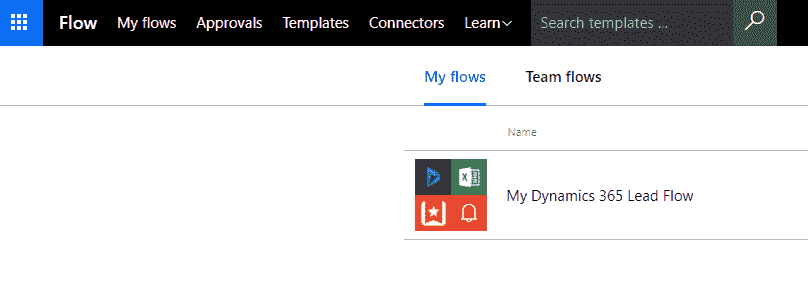 Flow My flows Approvals Templates Connectors Learn Search templates ...
My flows Team flows
Name
My Dynamics 365 Lead Flow